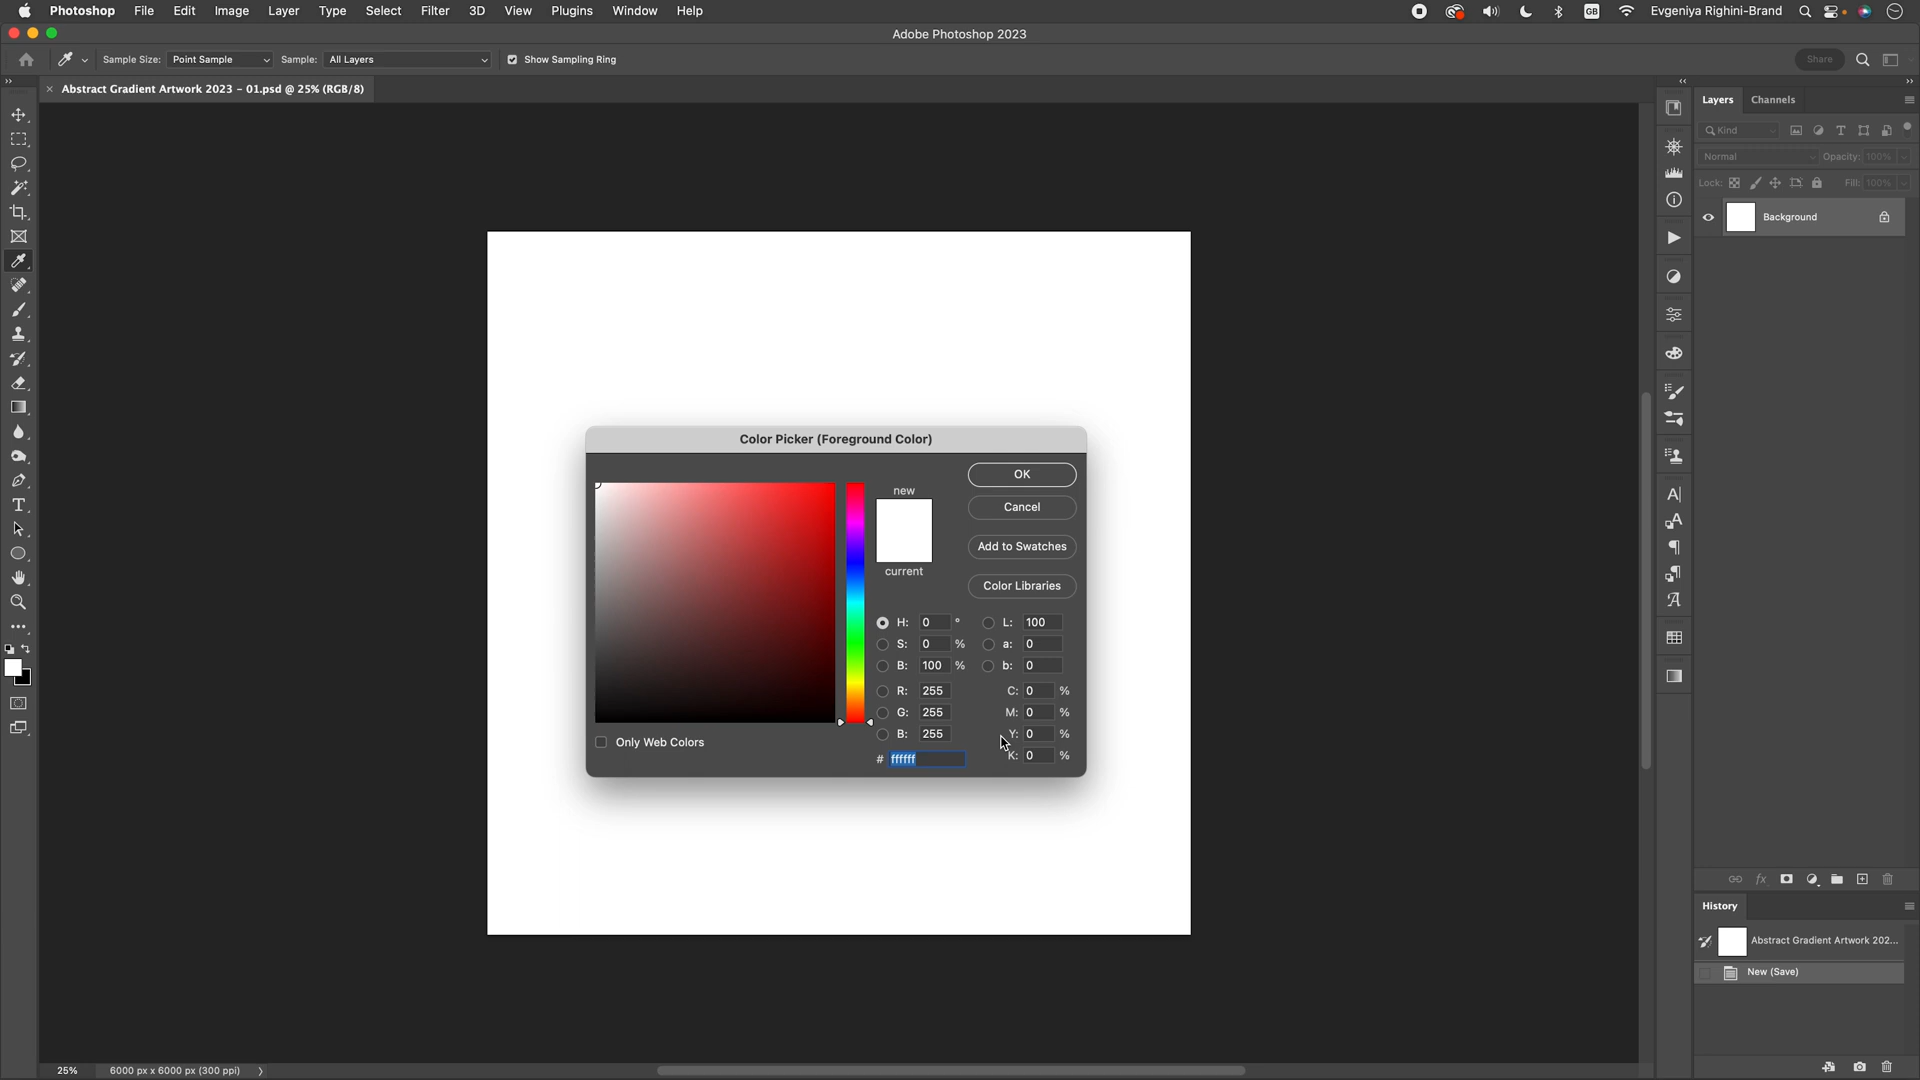 Photoshop File Edit Image Layer Type Select Filter 3D View Plugins Window Help
GB Evgeniya Righini-Brand
Adobe Photoshop 2023
Sample Size: Point Sample Sample: All Layers Show Sampling Ring
Share
Abstract Gradient Artwork 2023 – 01.psd @ 25% (RGB/8)
Layers Channels
Kind
Normal Opacity: 100%
Lock: Fill: 100%
Background
Color Picker (Foreground Color)
OK
new
Cancel
Add to Swatches
current
Color Libraries
H: 0 ° L: 100
S: 0 % a: 0
B: 100 % b: 0
R: 255 C: 0 %
G: 255 M: 0 %
B: 255 Y: 0 %
Only Web Colors
# ffffff K: 0 %
History
Abstract Gradient Artwork 202...
New (Save)
25% 6000 px x 6000 px (300 ppi)